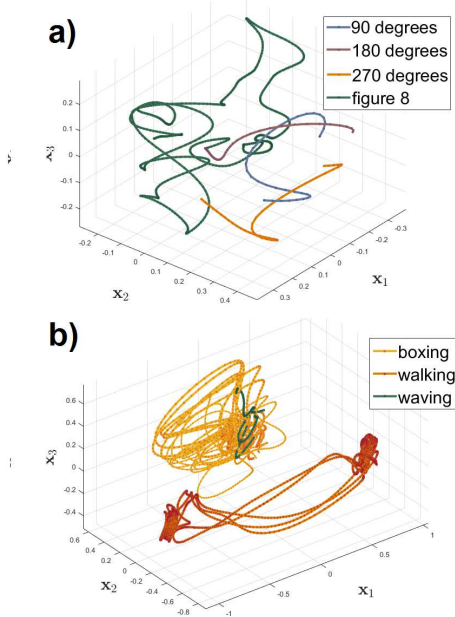 a)
90 degrees
180 degrees
270 degrees
figure 8
0.2
0.1
0
-0.1
-0.2
x3
-0.2
-0.1
0
0.1
0.2
0.3
0.4
x2
-0.3
-0.2
-0.1
0
0.1
0.2
0.3
x1
b)
boxing
walking
waving
0.6
0.4
0.2
0
-0.2
-0.4
x3
0.6
0.4
0.2
0
-0.2
-0.4
-0.6
-0.8
x2
-1
-0.5
0
0.5
1
x1